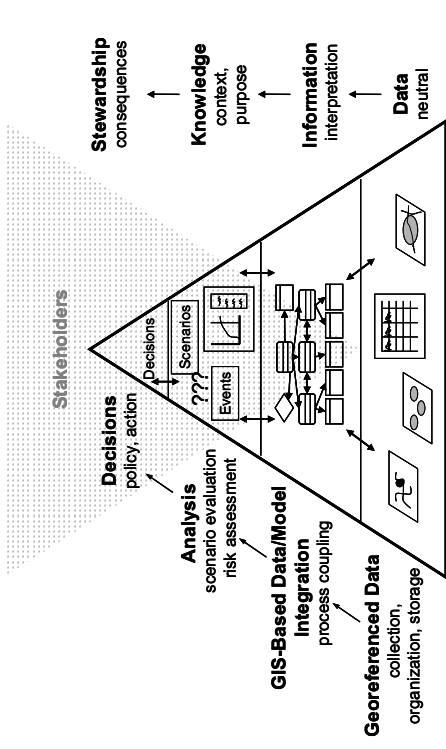 Stakeholders
Decisions
policy, action
Analysis
scenario evaluation
risk assessment
GIS-Based Data/Model
Integration
process coupling
Georeferenced Data
collection,
organization, storage
Decisions
Scenarios
???
Events
Stewardship
consequences
Knowledge
context,
purpose
Information
interpretation
Data
neutral